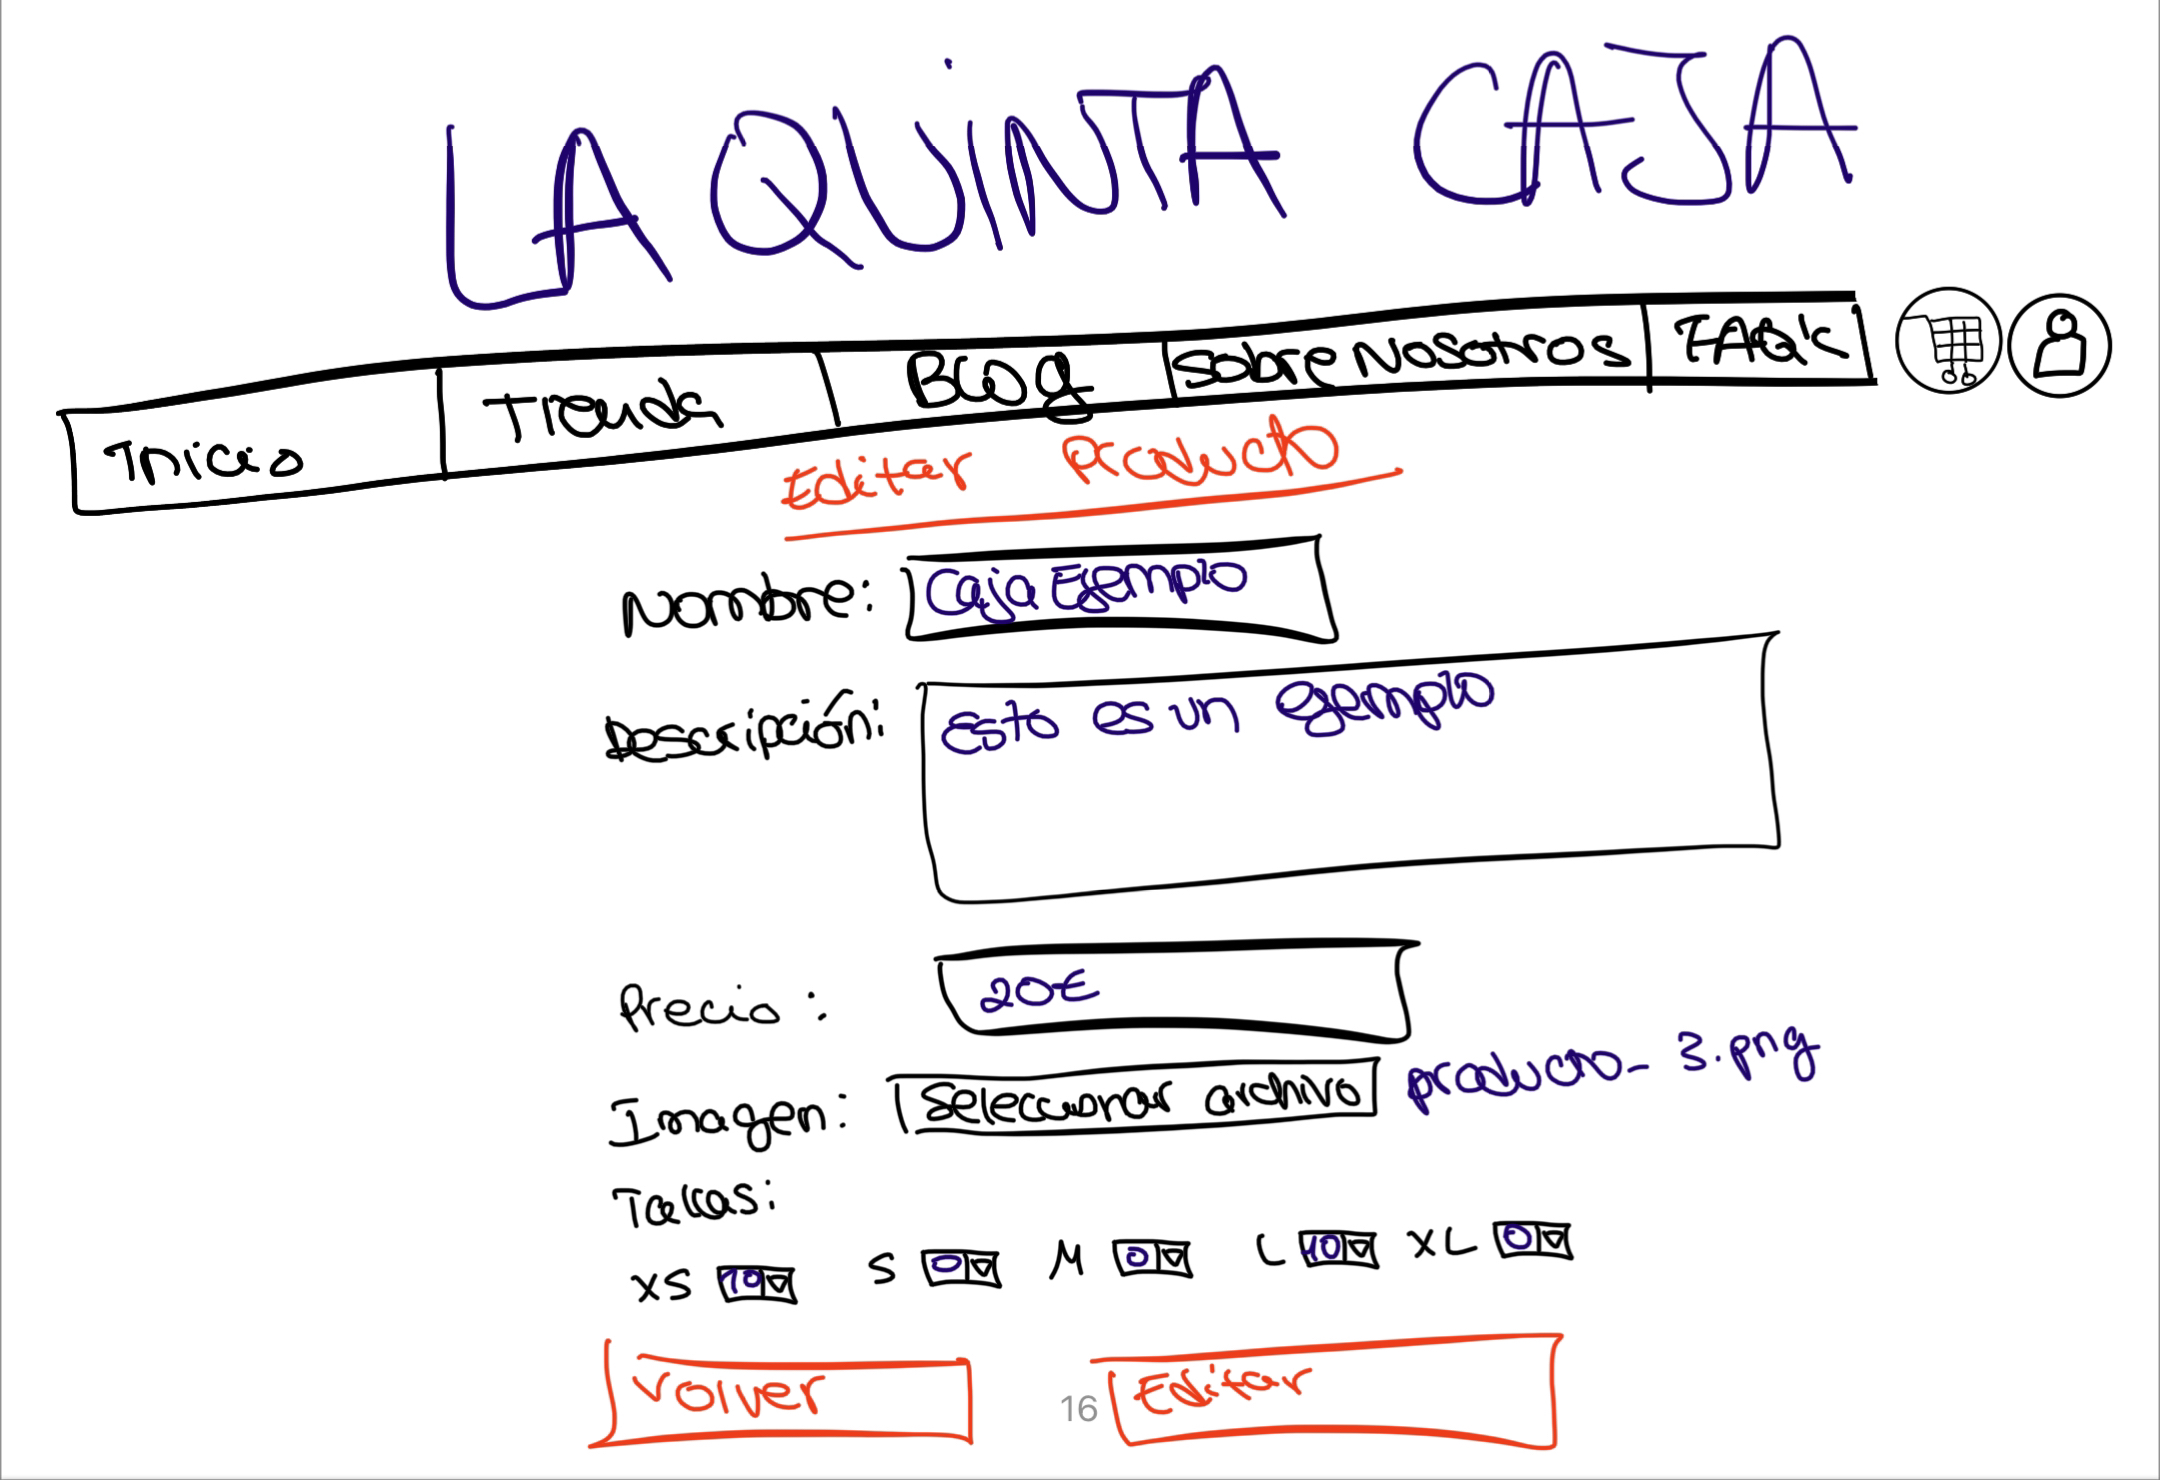 LA QUINTA CAJA
Inicio Tienda Blog Sobre Nosotros FAQ's
Editar Producto
Nombre: Caja Ejemplo
Descripción: Esto es un ejemplo
Precio: 20€
Imagen: Seleccionar archivo producto_3.png
Tallas:
XS 10 S 0 M 0 L 10 XL 0
Volver 16 Editar